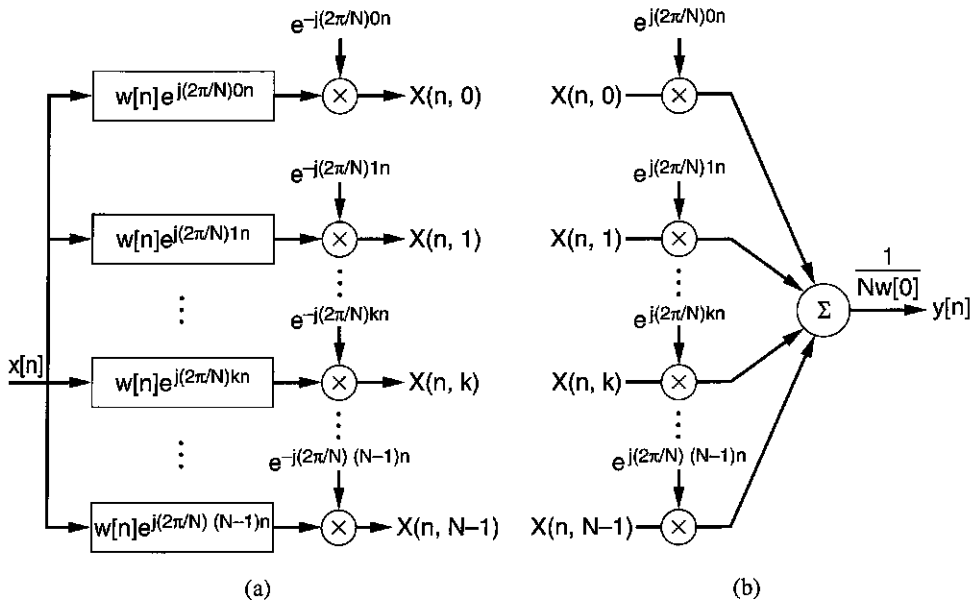 e^-j(2π/N)0n
w[n]e^j(2π/N)0n
×
X(n, 0)
e^-j(2π/N)1n
w[n]e^j(2π/N)1n
×
X(n, 1)
e^-j(2π/N)kn
x[n]
w[n]e^j(2π/N)kn
×
X(n, k)
e^-j(2π/N) (N–1)n
w[n]e^j(2π/N) (N–1)n
×
X(n, N–1)
(a)
e^j(2π/N)0n
X(n, 0)
×
e^j(2π/N)1n
X(n, 1)
×
e^j(2π/N)kn
X(n, k)
×
e^j(2π/N) (N–1)n
X(n, N–1)
×
Σ
1
Nw[0]
y[n]
(b)